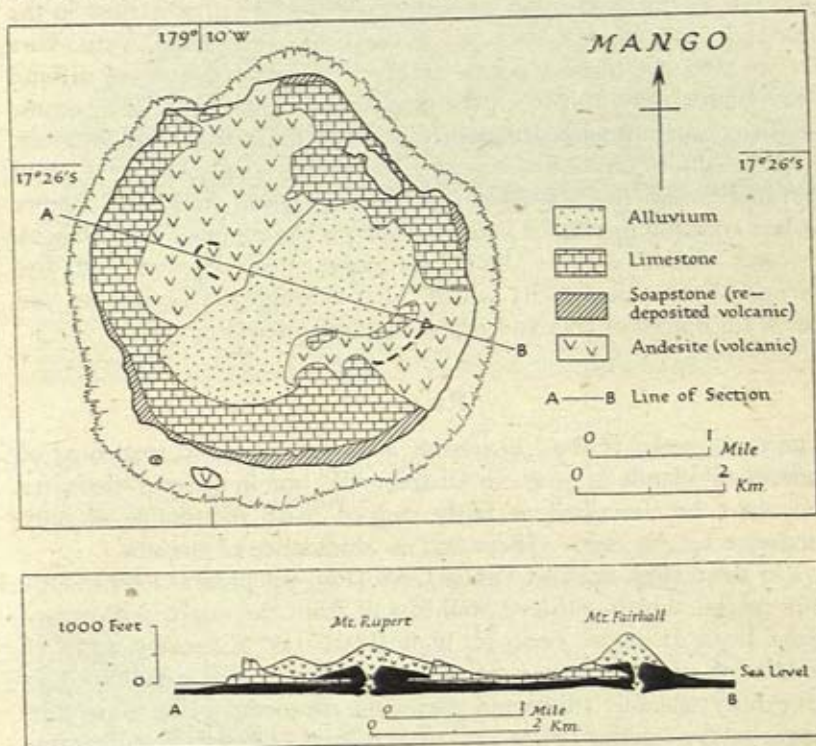 179° 10'W
MANGO
17°26's
17°26's
A
B
Alluvium
Limestone
Soapstone (re-
deposited volcanic)
Andesite (volcanic)
A — B Line of Section
0 1
Mile
0 2
Km.
1000 Feet
Mt. Rupert
Mt. Fairhall
0
Sea Level
A
B
0 1
Mile
0 2
Km.